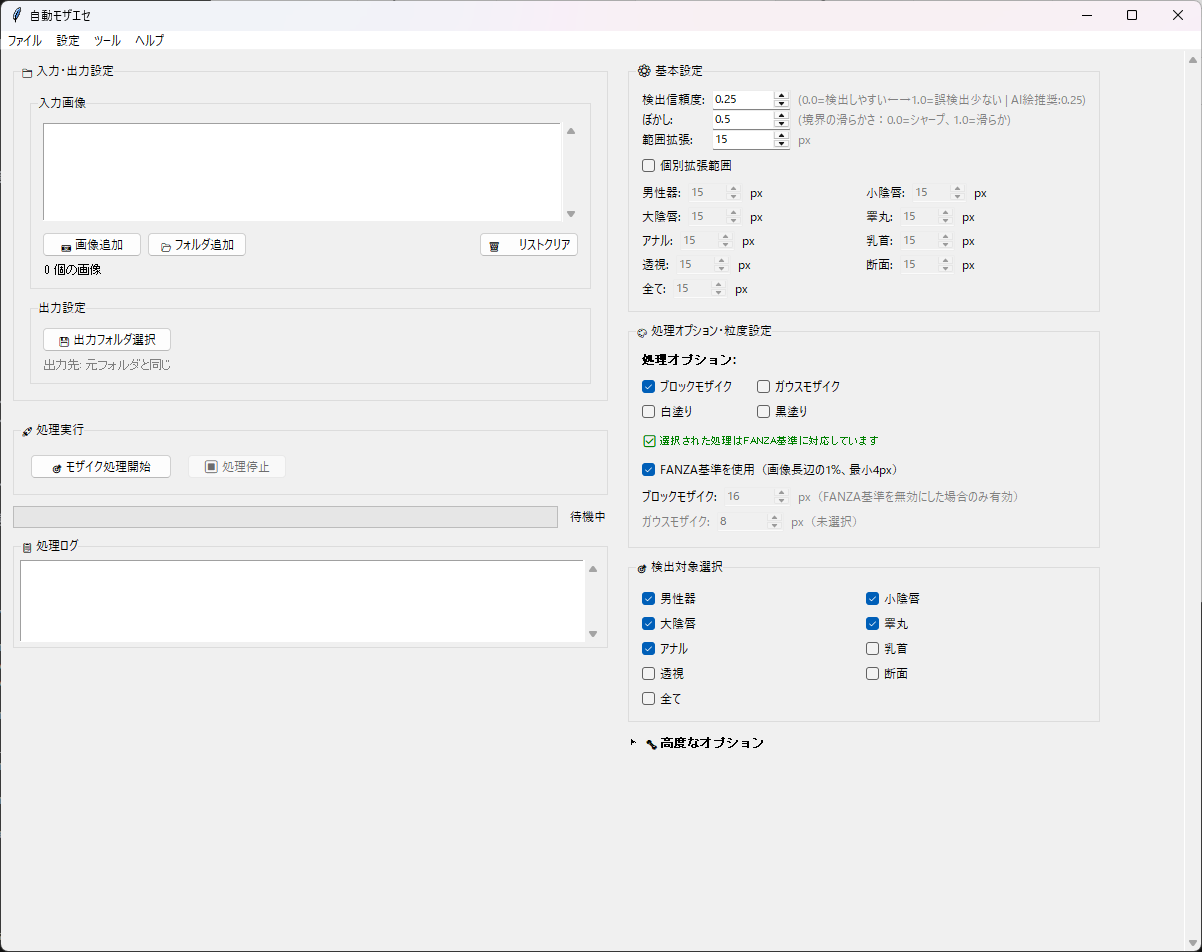 自動モザエセ
ファイル 設定 ツール ヘルプ
入力・出力設定
入力画像
画像追加
フォルダ追加
リストクリア
0 個の画像
出力設定
出力フォルダ選択
出力先: 元フォルダと同じ
処理実行
モザイク処理開始
処理停止
待機中
処理ログ
基本設定
検出信頼度: 0.25 (0.0=検出しやすい←→1.0=誤検出少ない | AI絵推奨:0.25)
ぼかし: 0.5 (境界の滑らかさ：0.0=シャープ、1.0=滑らか)
範囲拡張: 15 px
個別拡張範囲
男性器: 15 px 小陰唇: 15 px
大陰唇: 15 px 睾丸: 15 px
アナル: 15 px 乳首: 15 px
透視: 15 px 断面: 15 px
全て: 15 px
処理オプション・粒度設定
処理オプション:
ブロックモザイク ガウスモザイク
白塗り 黒塗り
選択された処理はFANZA基準に対応しています
FANZA基準を使用（画像長辺の1%、最小4px）
ブロックモザイク: 16 px（FANZA基準を無効にした場合のみ有効）
ガウスモザイク: 8 px（未選択）
検出対象選択
男性器 小陰唇
大陰唇 睾丸
アナル 乳首
透視 断面
全て
高度なオプション